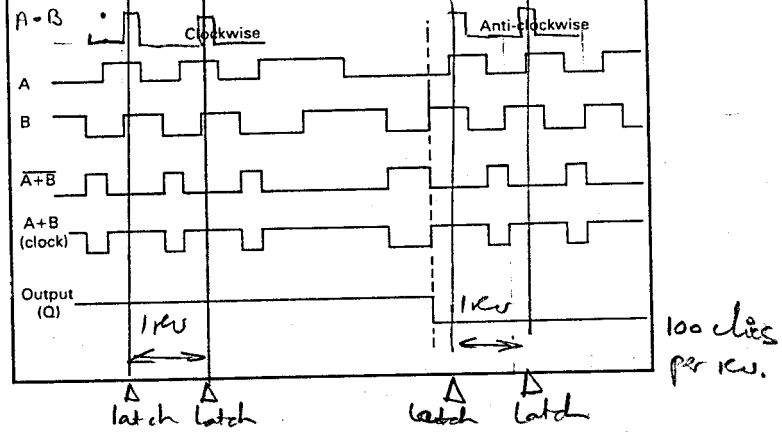 A•B
Clockwise
Anti-clockwise
A
B
A+B
A+B
(clock)
Output
(Q)
1 rev
1 rev
100 clics
per rev.
latch latch latch latch